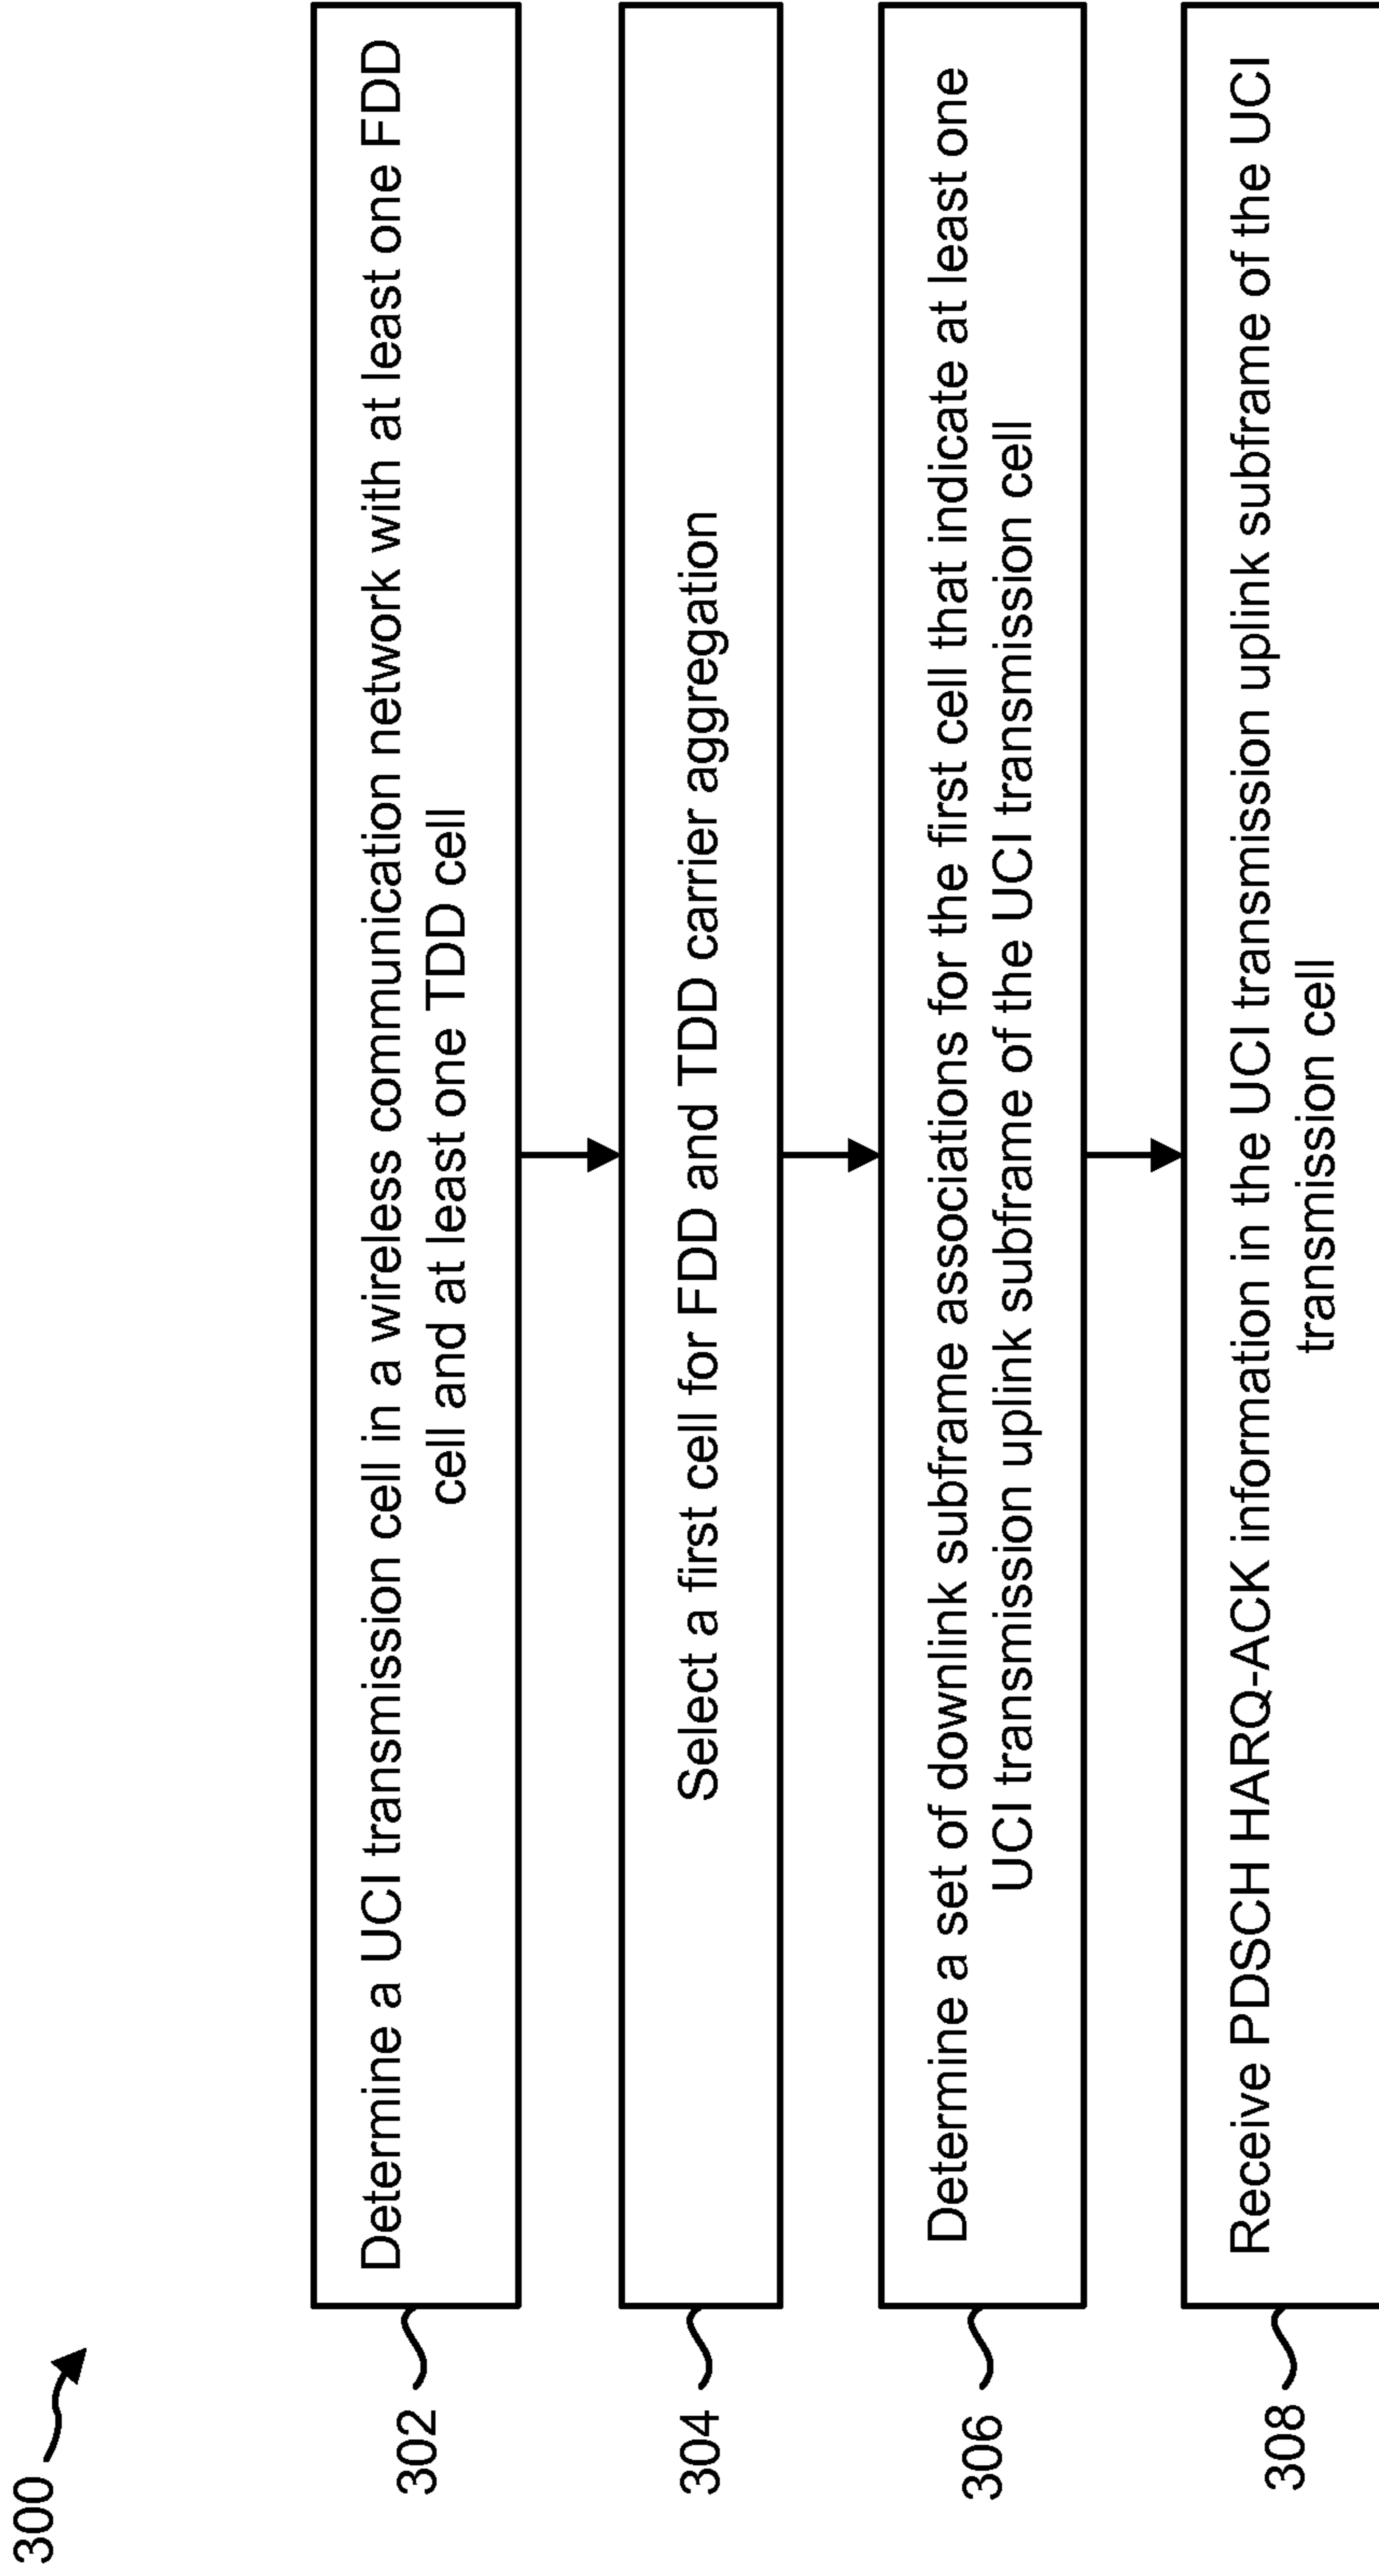 300
302
Determine a UCI transmission cell in a wireless communication network with at least one FDD
cell and at least one TDD cell
304
Select a first cell for FDD and TDD carrier aggregation
306
Determine a set of downlink subframe associations for the first cell that indicate at least one
UCI transmission uplink subframe of the UCI transmission cell
308
Receive PDSCH HARQ-ACK information in the UCI transmission uplink subframe of the UCI
transmission cell